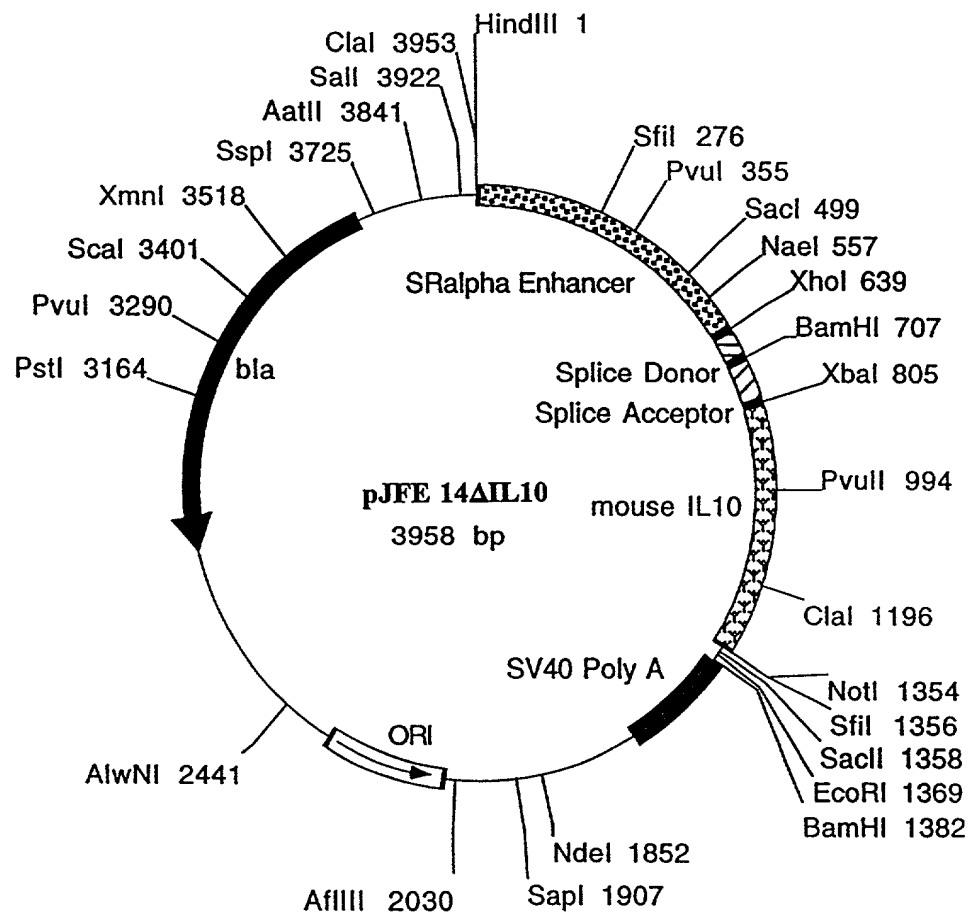 HindIII 1
ClaI 3953
SalI 3922
AatII 3841
SspI 3725
XmnI 3518
ScaI 3401
PvuI 3290
PstI 3164
SfiI 276
PvuI 355
SacI 499
NaeI 557
XhoI 639
BamHI 707
XbaI 805
SRalpha Enhancer
Splice Donor
Splice Acceptor
bla
pJFE 14ΔIL10
3958 bp
mouse IL10
PvuII 994
ClaI 1196
SV40 Poly A
NotI 1354
SfiI 1356
SacII 1358
EcoRI 1369
BamHI 1382
ORI
AlwNI 2441
NdeI 1852
SapI 1907
AflIII 2030